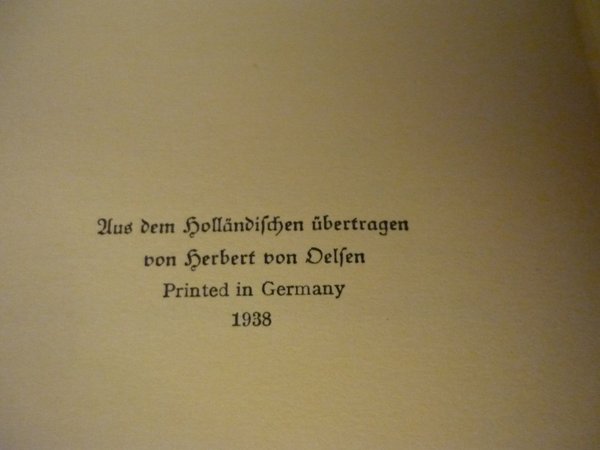 Aus dem Holländischen übertragen
von Herbert von Oelsen
Printed in Germany
1938